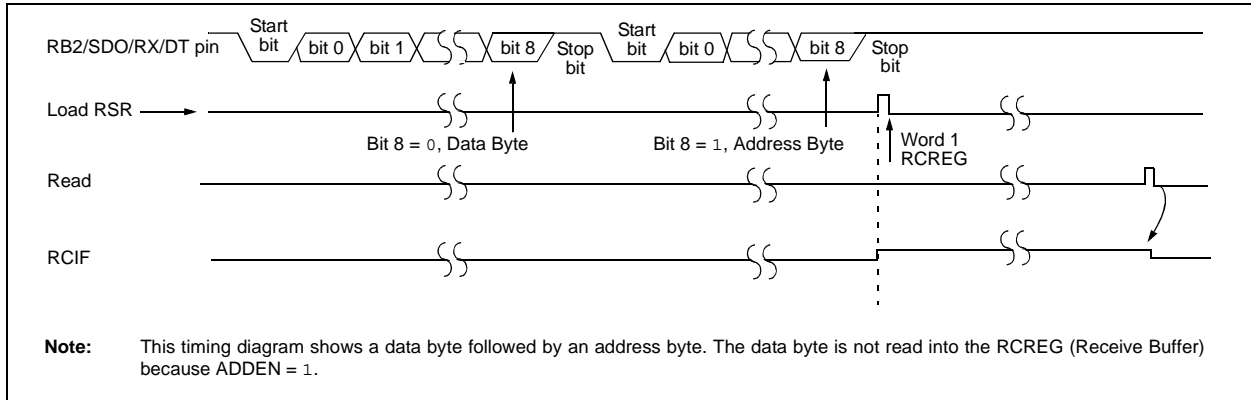 Start
bit
bit 0
bit 1
bit 8
Stop
bit
Start
bit
bit 0
bit 8
Stop
bit
RB2/SDO/RX/DT pin
Load RSR
Bit 8 = 0, Data Byte
Bit 8 = 1, Address Byte
Word 1
RCREG
Read
RCIF
Note: This timing diagram shows a data byte followed by an address byte. The data byte is not read into the RCREG (Receive Buffer)
because ADDEN = 1.